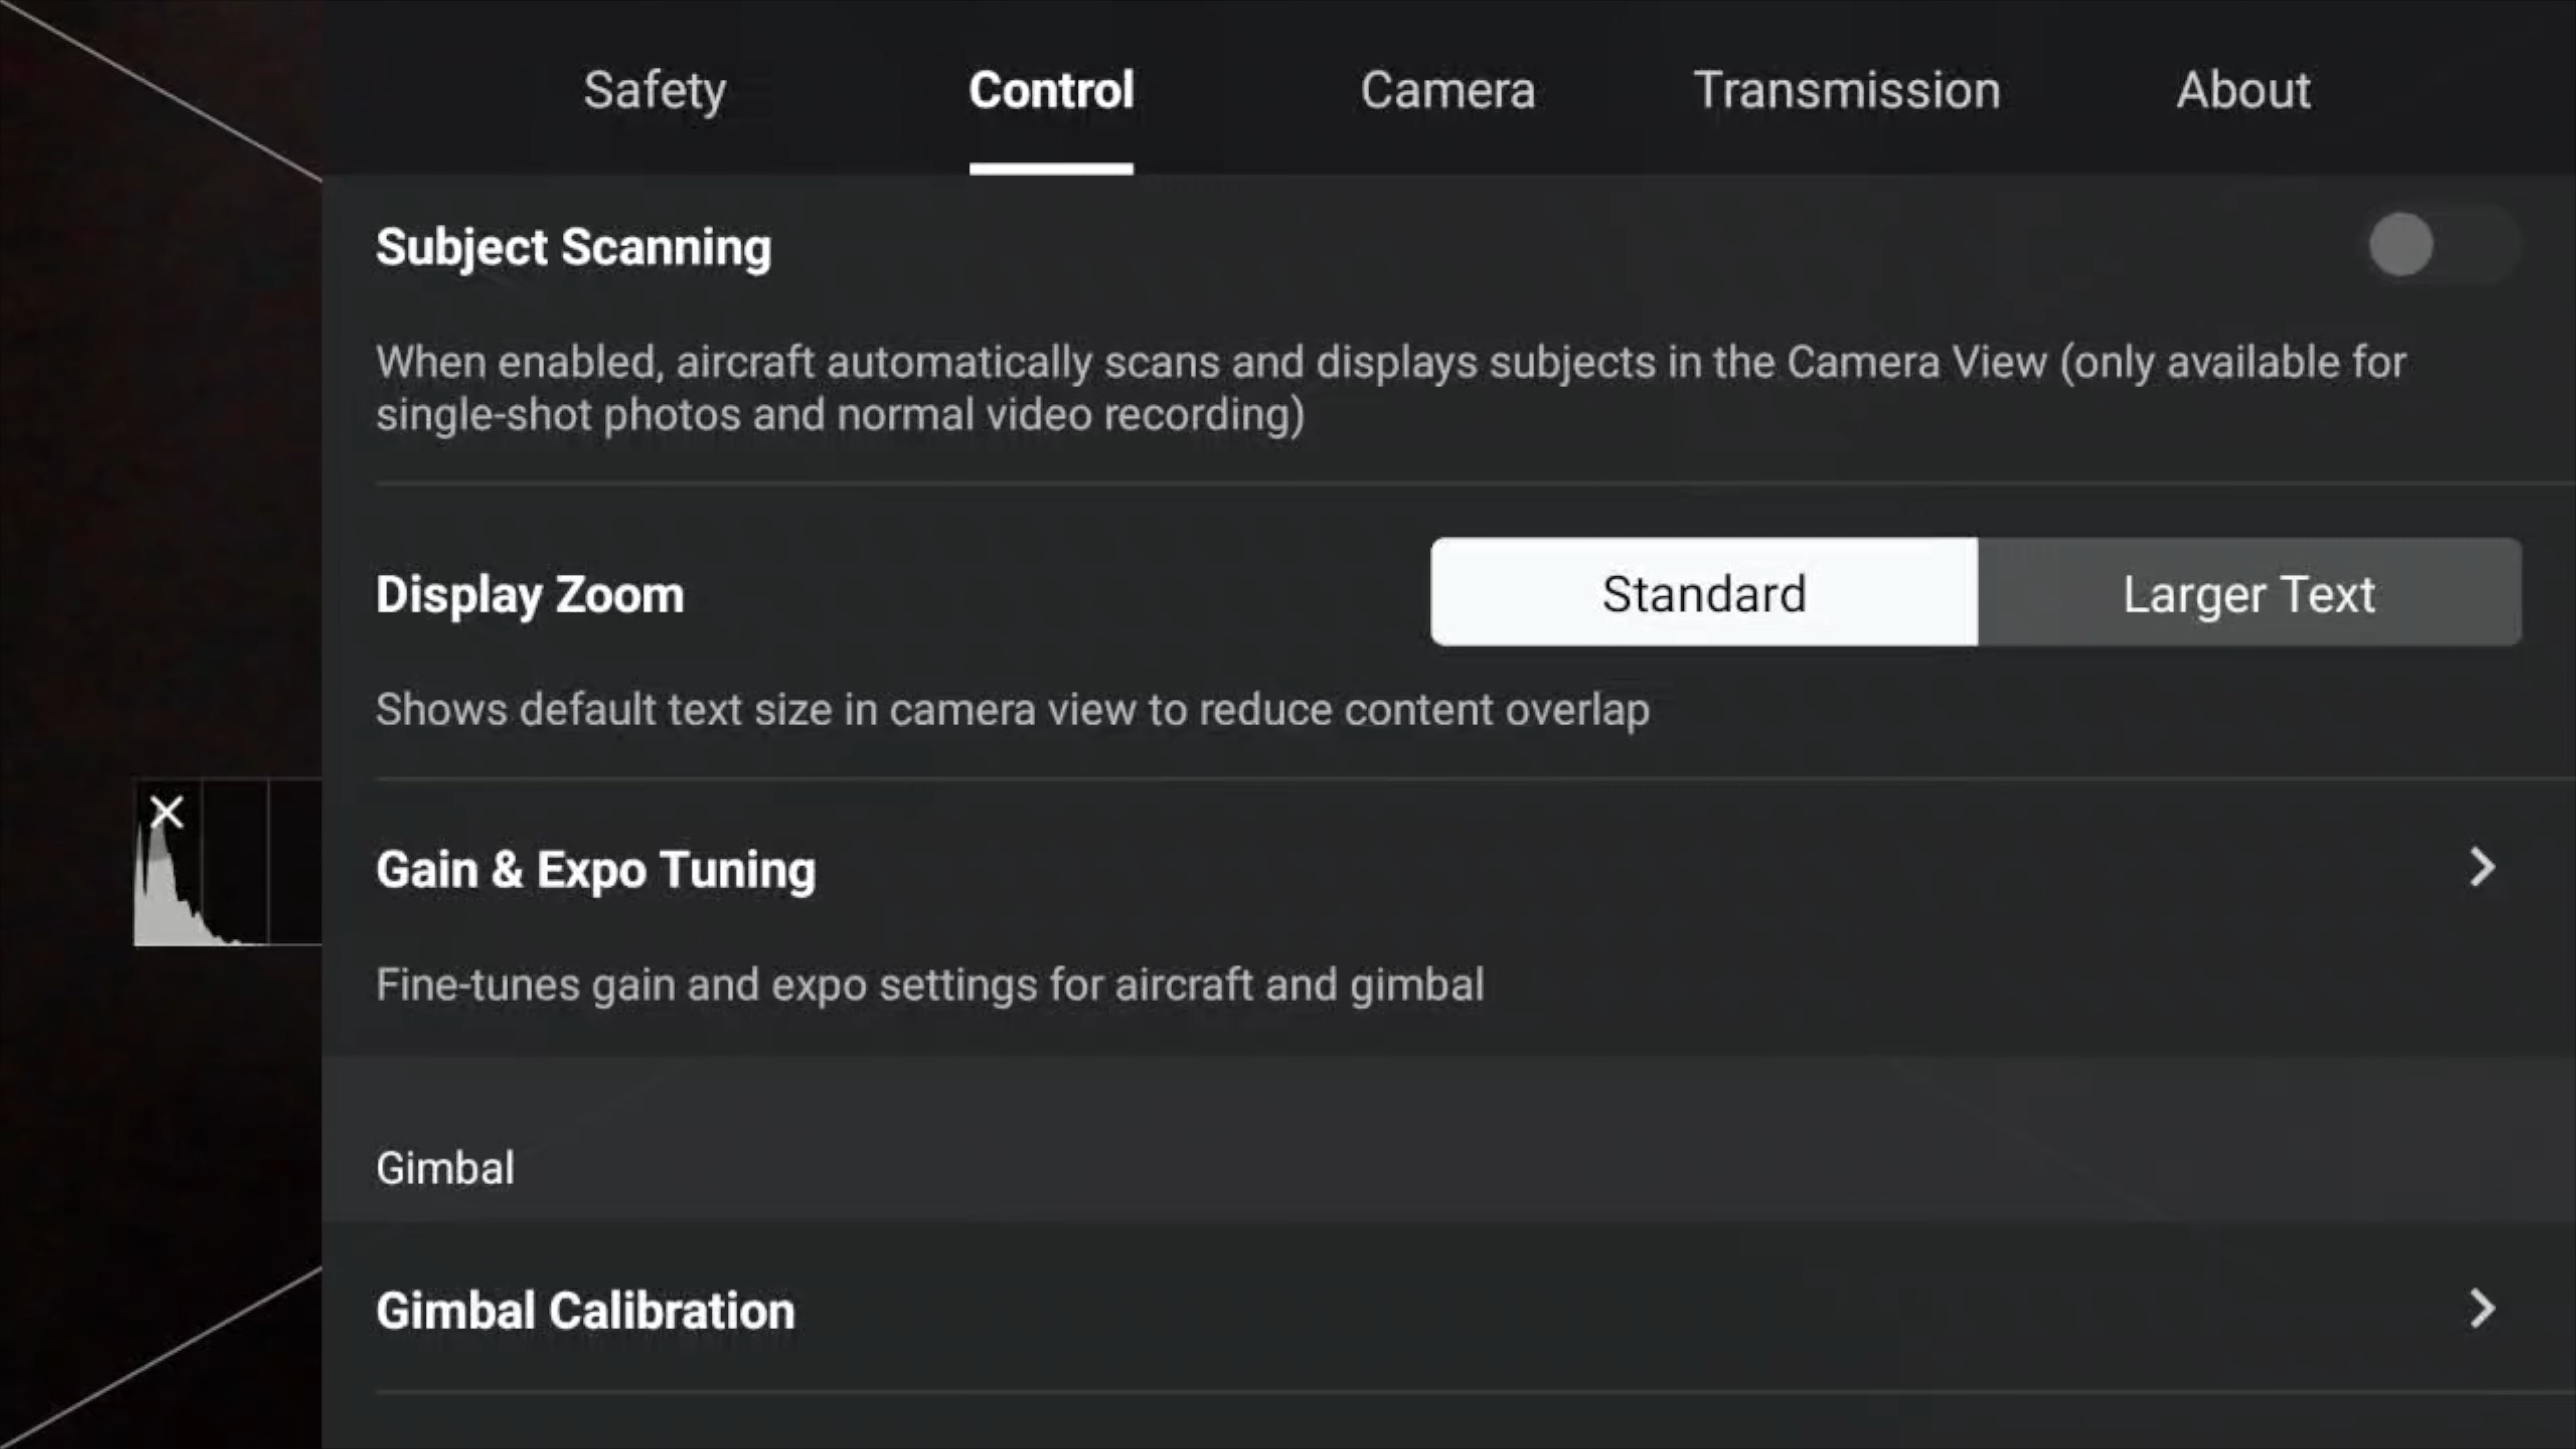 Safety Control Camera Transmission About
Subject Scanning
When enabled, aircraft automatically scans and displays subjects in the Camera View (only available for
single-shot photos and normal video recording)
Display Zoom Standard Larger Text
Shows default text size in camera view to reduce content overlap
Gain & Expo Tuning
Fine-tunes gain and expo settings for aircraft and gimbal
Gimbal
Gimbal Calibration